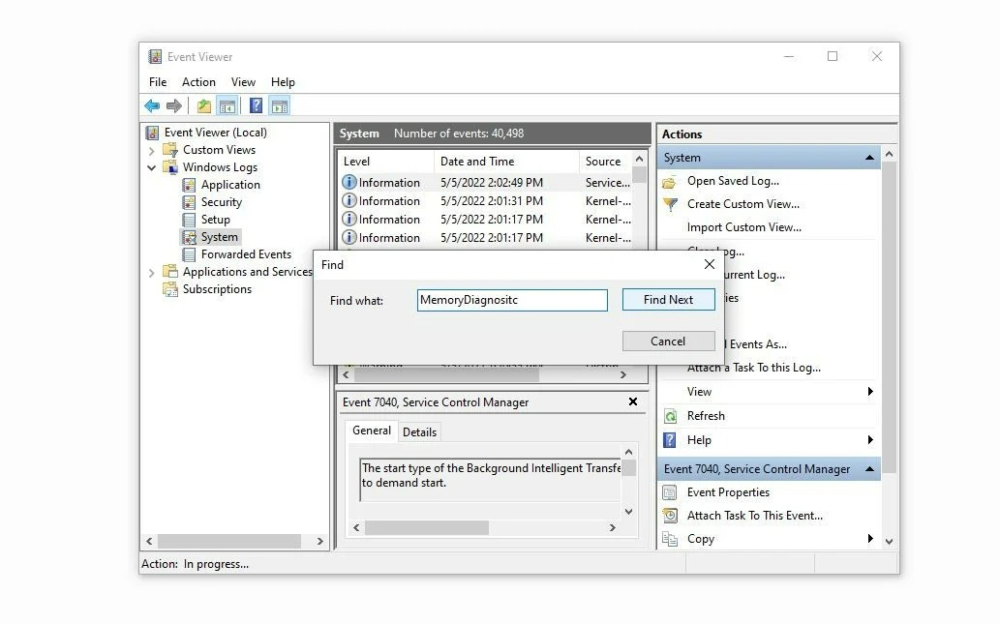 Event Viewer
File Action View Help
Event Viewer (Local)
Custom Views
Windows Logs
Application
Security
Setup
System
Forwarded Events
Applications and Services
Subscriptions
System Number of events: 40,498
Level Date and Time Source
Information 5/5/2022 2:02:49 PM Service...
Information 5/5/2022 2:01:31 PM Kernel-...
Information 5/5/2022 2:01:17 PM Kernel-...
Information 5/5/2022 2:01:17 PM Kernel-...
Find
Find what: MemoryDiagnositc Find Next
Cancel
Event 7040, Service Control Manager
General Details
The start type of the Background Intelligent Transfe
to demand start.
Actions
System
Open Saved Log...
Create Custom View...
Import Custom View...
Log...
urrent Log...
ies
Events As...
Attach a Task To this Log...
View
Refresh
Help
Event 7040, Service Control Manager
Event Properties
Attach Task To This Event...
Copy
Action: In progress...